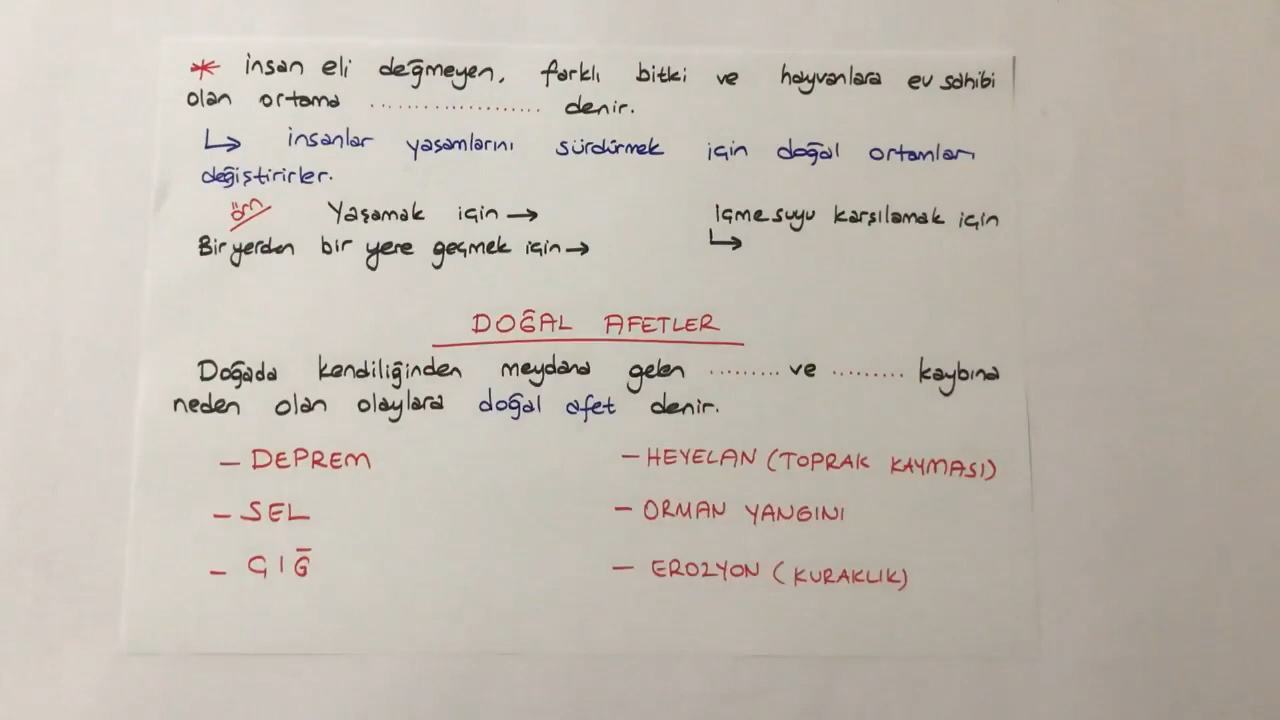 * insan eli değmeyen, farklı bitki ve hayvanlara ev sahibi
olan ortama .................... denir.
↳ insanlar yaşamlarını sürdürmek için doğal ortamları
değiştirirler.
örn Yaşamak için → İçme suyu karşılamak için
Bir yerden bir yere geçmek için → ↳
DOĞAL AFETLER
Doğada kendiliğinden meydana gelen ......... ve ......... kaybına
neden olan olaylara doğal afet denir.
– DEPREM – HEYELAN (TOPRAK KAYMASI)
– SEL – ORMAN YANGINI
– ÇIĞ – EROZYON (KURAKLIK)